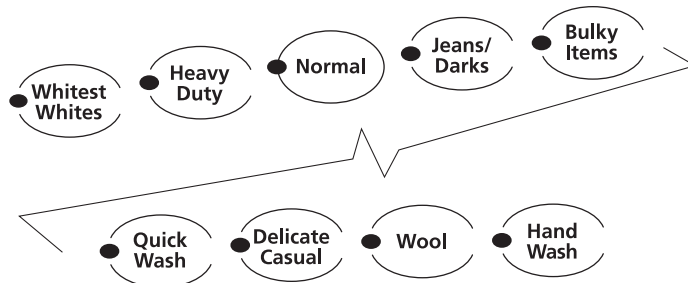 Whitest
Whites
Heavy
Duty
Normal
Jeans/
Darks
Bulky
Items
Quick
Wash
Delicate
Casual
Wool
Hand
Wash